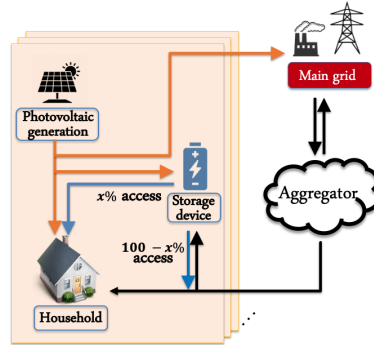 Main grid
Photovoltaic
generation
x% access
Storage
device
Aggregator
100 − x%
access
Household
...